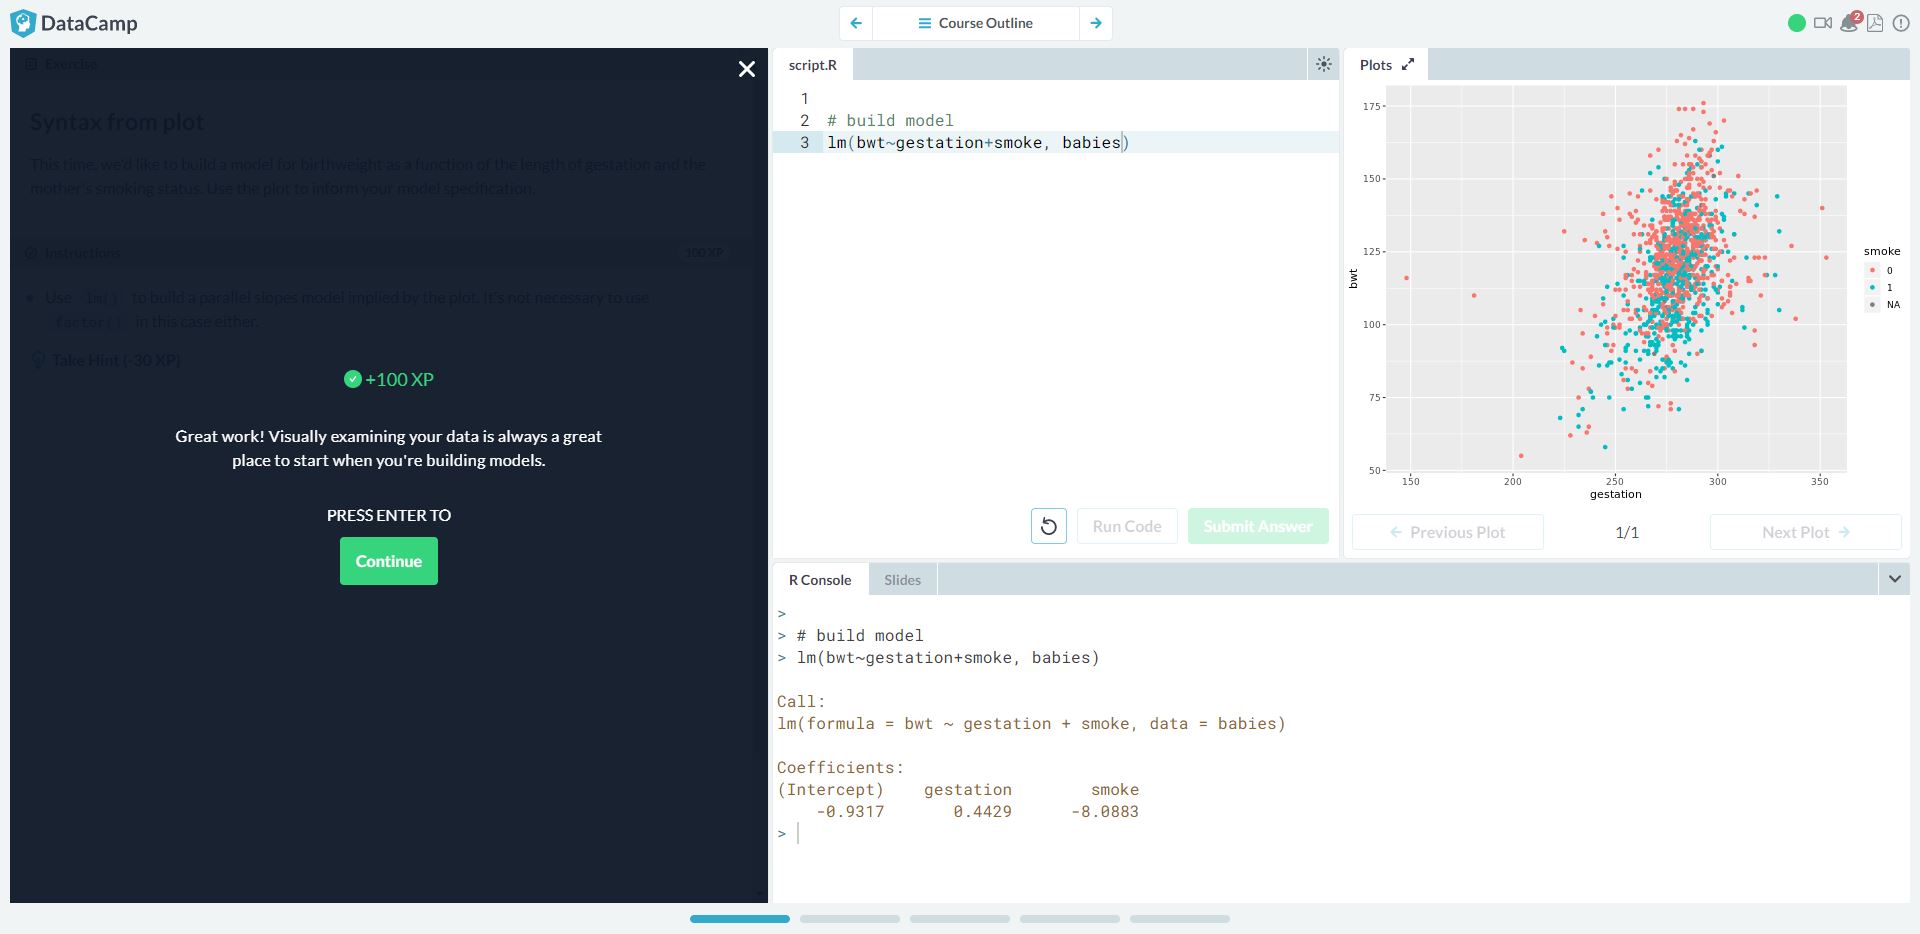 DataCamp
Course Outline
2
Exercise
Syntax from plot
This time, we'd like to build a model for birthweight as a function of the length of gestation and the
mother's smoking status. Use the plot to inform your model specification.
Instructions
100 XP
Use lm() to build a parallel slopes model implied by the plot. It's not necessary to use
factor() in this case either.
Take Hint (-30 XP)
+100 XP
Great work! Visually examining your data is always a great
place to start when you're building models.
PRESS ENTER TO
Continue
script.R
1
2 # build model
3 lm(bwt~gestation+smoke, babies)
Run Code
Submit Answer
Plots
175
150
125
100
75
50
bwt
150 200 250 300 350
gestation
smoke
0
1
NA
Previous Plot
1/1
Next Plot
R Console
Slides
>
> # build model
> lm(bwt~gestation+smoke, babies)
Call:
lm(formula = bwt ~ gestation + smoke, data = babies)
Coefficients:
(Intercept) gestation smoke
-0.9317 0.4429 -8.0883
>